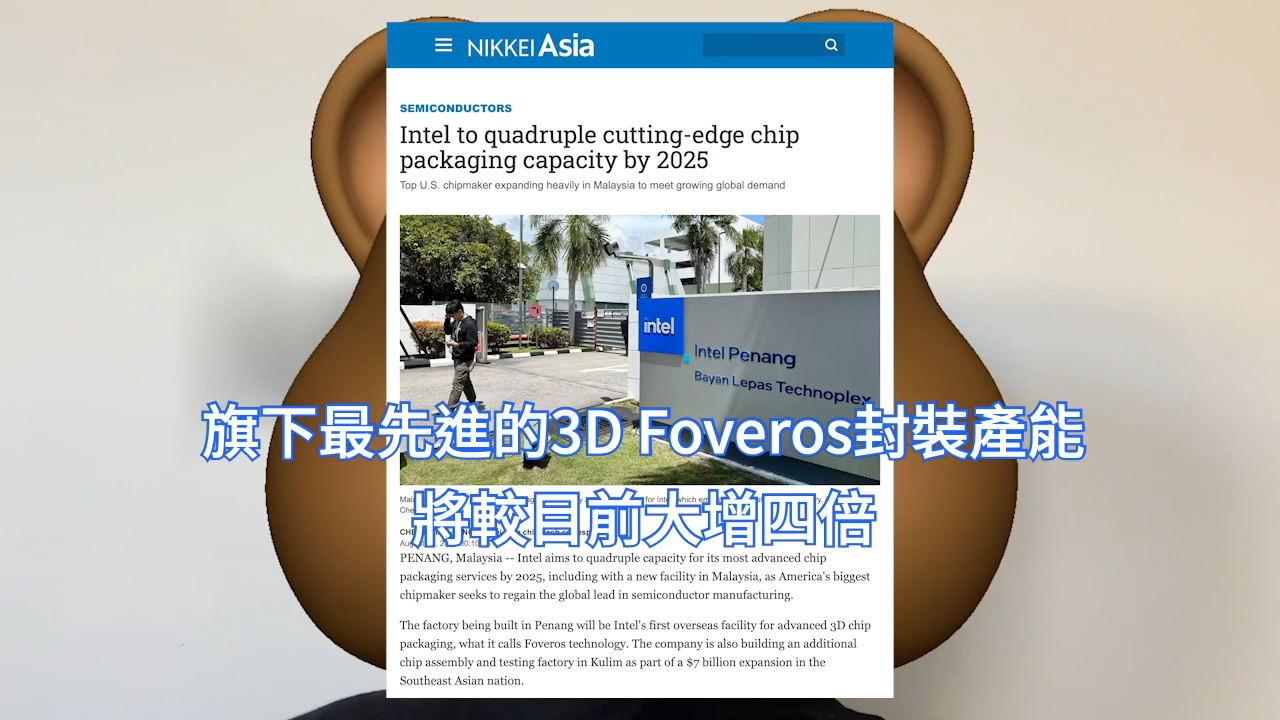 NIKKEI Asia
SEMICONDUCTORS
Intel to quadruple cutting-edge chip
packaging capacity by 2025
Top U.S. chipmaker expanding heavily in Malaysia to meet growing global demand
intel
Intel Penang
Bayan Lepas Technoplex
旗下最先進的3D Foveros封裝產能
將較目前大增四倍
PENANG, Malaysia -- Intel aims to quadruple capacity for its most advanced chip
packaging services by 2025, including with a new facility in Malaysia, as America's biggest
chipmaker seeks to regain the global lead in semiconductor manufacturing.
The factory being built in Penang will be Intel's first overseas facility for advanced 3D chip
packaging, what it calls Foveros technology. The company is also building an additional
chip assembly and testing factory in Kulim as part of a $7 billion expansion in the
Southeast Asian nation.